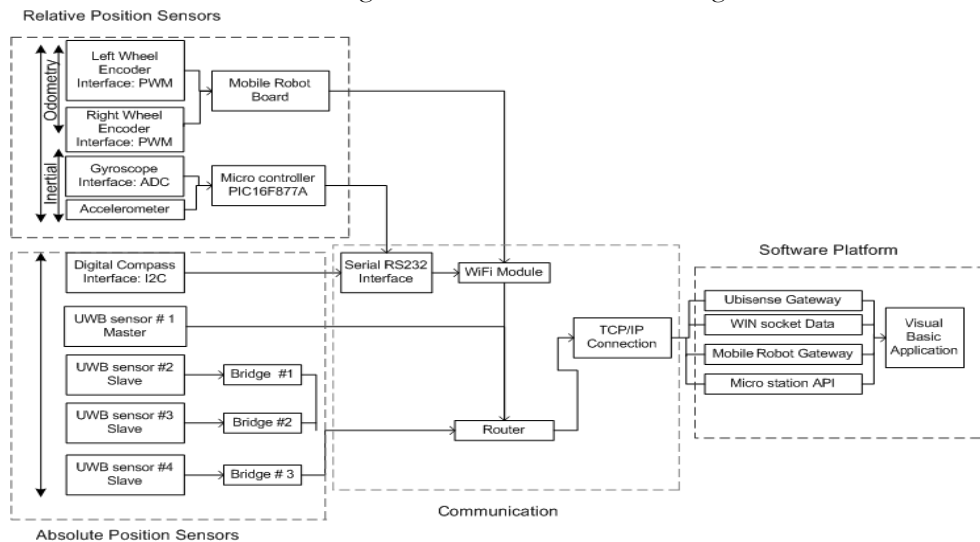 Relative Position Sensors
Odometry
Inertial
Left Wheel
Encoder
Interface: PWM
Right Wheel
Encoder
Interface: PWM
Gyroscope
Interface: ADC
Accelerometer
Mobile Robot
Board
Micro controller
PIC16F877A
Digital Compass
Interface: I2C
UWB sensor # 1
Master
UWB sensor #2
Slave
UWB sensor #3
Slave
UWB sensor #4
Slave
Bridge #1
Bridge #2
Bridge # 3
Absolute Position Sensors
Serial RS232
Interface
WiFi Module
TCP/IP
Connection
Router
Communication
Software Platform
Ubisense Gateway
WIN socket Data
Mobile Robot Gateway
Micro station API
Visual
Basic
Application